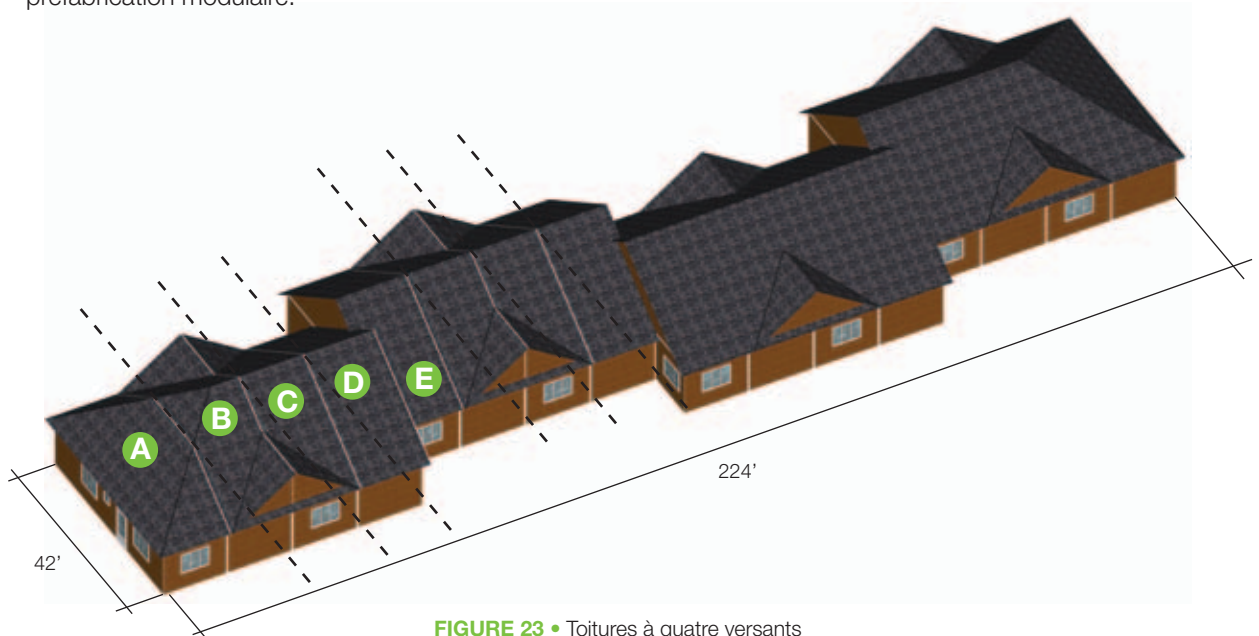 préfabrication modulaire.
A
B
C
D
E
224’
42’
FIGURE 23 • Toitures à quatre versants